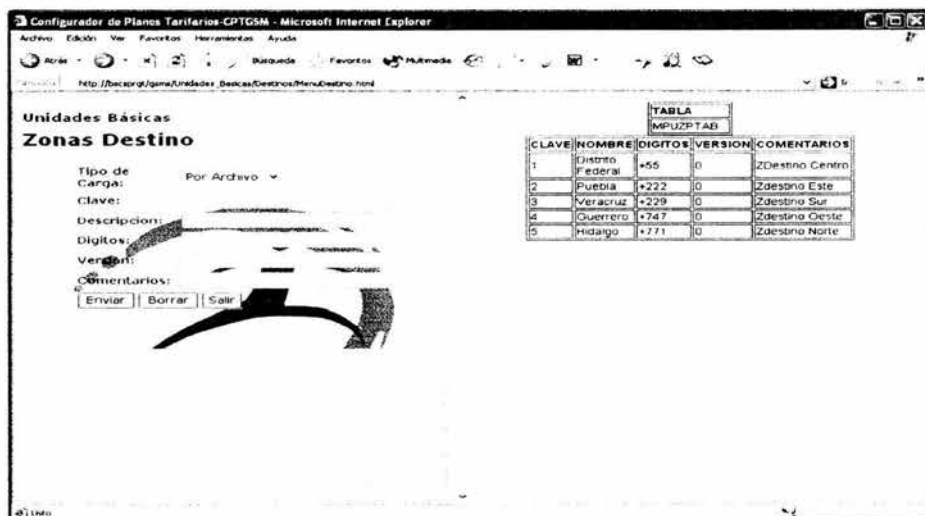 Configurador de Planos Tarifarios-CPTGSM - Microsoft Internet Explorer
Archivo Edición Ver Favoritos Herramientas Ayuda
Atrás Búsqueda Favoritos Multimedia
Unidades Básicas
Zonas Destino
Tipo de Carga: Por Archivo
Clave:
Descripcion:
Digitos:
Version:
Comentarios:
Enviar Borrar Salir
TABLA
MPUZPTAB
CLAVE NOMBRE DIGITOS VERSION COMENTARIOS
1 Distrito Federal +55 0 ZDestino Centro
2 Puebla +222 0 Zdestino Este
3 Veracruz +229 0 Zdestino Sur
4 Guerrero +747 0 Zdestino Oeste
5 Hidalgo +771 0 Zdestino Norte